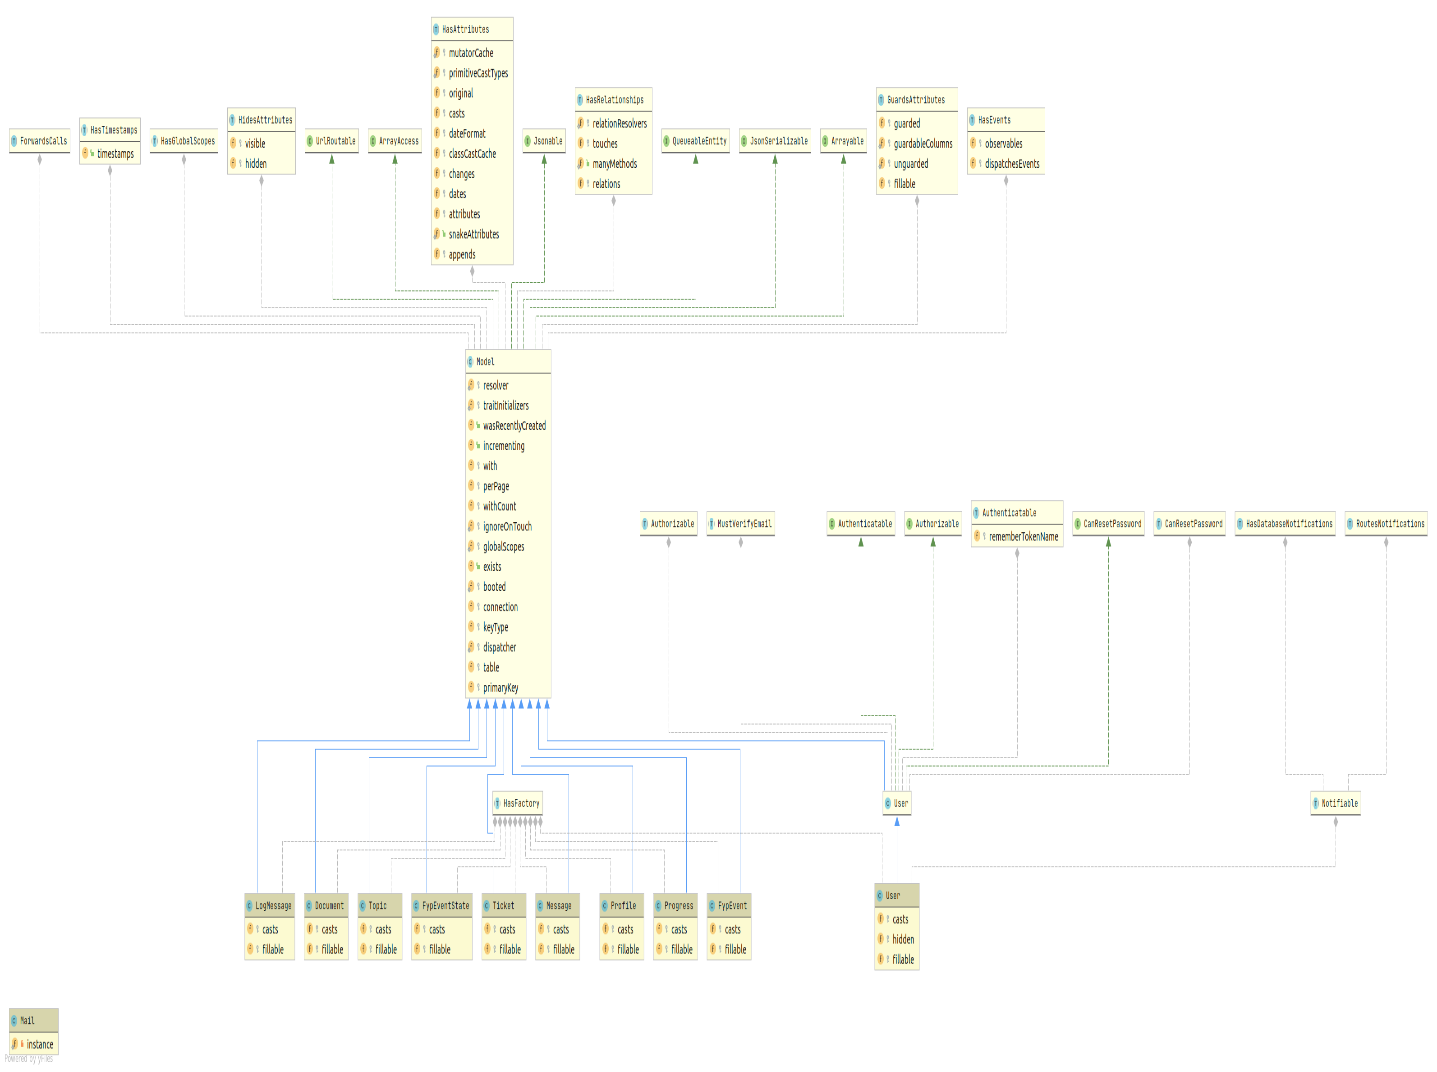 HasAttributes
mutatorCache
primitiveCastTypes
original
casts
dateFormat
classCastCache
changes
dates
attributes
snakeAttributes
appends
ForwardsCalls
HasTimestamps
timestamps
HasGlobalScopes
HidesAttributes
visible
hidden
UrlRoutable
ArrayAccess
Jsonable
HasRelationships
relationResolvers
touches
manyMethods
relations
QueueableEntity
JsonSerializable
Arrayable
GuardsAttributes
guarded
guardableColumns
unguarded
fillable
HasEvents
observables
dispatchesEvents
Model
resolver
traitInitializers
wasRecentlyCreated
incrementing
with
perPage
withCount
ignoreOnTouch
globalScopes
exists
booted
connection
keyType
dispatcher
table
primaryKey
Authorizable
MustVerifyEmail
Authenticatable
Authorizable
Authenticatable
rememberTokenName
CanResetPassword
CanResetPassword
HasDatabaseNotifications
RoutesNotifications
HasFactory
User
Notifiable
LogMessage
casts
fillable
Document
casts
fillable
Topic
casts
fillable
FypEventState
casts
fillable
Ticket
casts
fillable
Message
casts
fillable
Profile
casts
fillable
Progress
casts
fillable
FypEvent
casts
fillable
User
casts
hidden
fillable
Mail
instance
Powered by yFiles